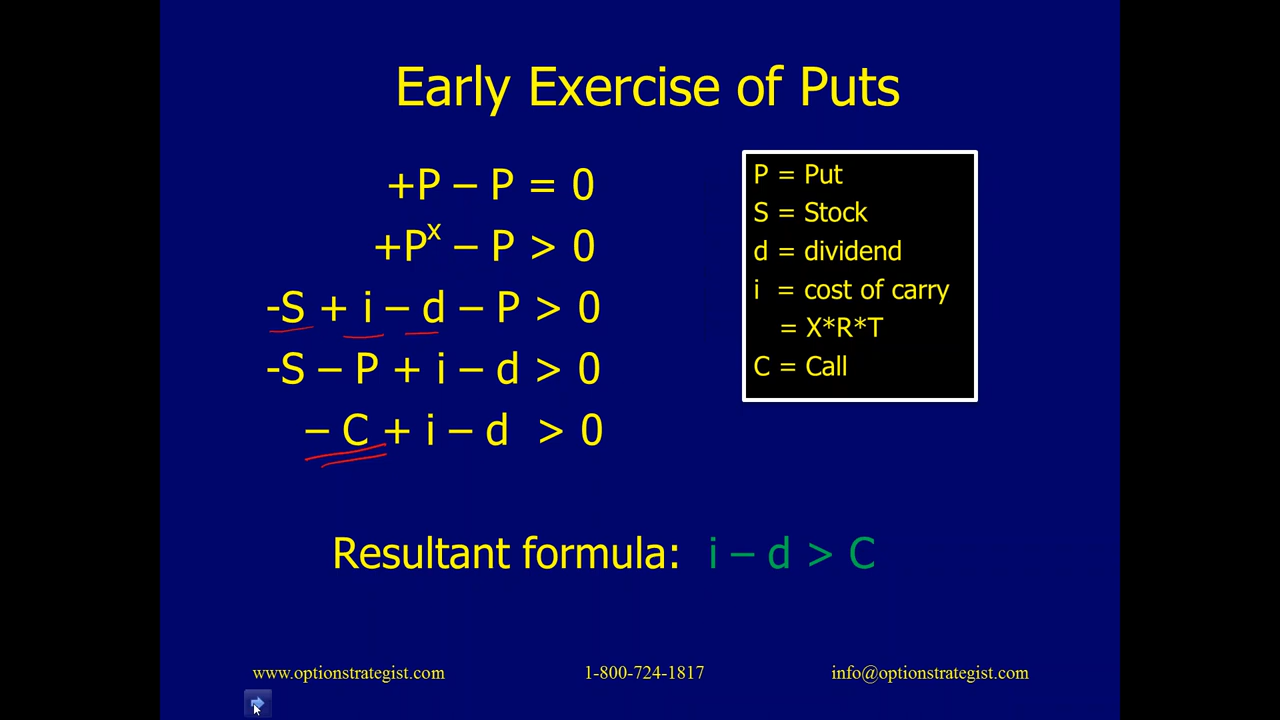 Early Exercise of Puts
+P – P = 0
+Pˣ – P > 0
-S + i – d – P > 0
-S – P + i – d > 0
– C + i – d > 0
P = Put
S = Stock
d = dividend
i = cost of carry
= X*R*T
C = Call
Resultant formula: i – d > C
www.optionstrategist.com 1-800-724-1817 info@optionstrategist.com